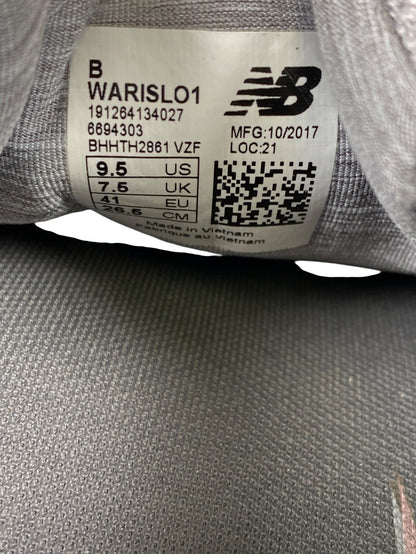 B
WARISLO1
191264134027
6694303
BHHTH2861 VZF
9.5 US
7.5 UK
41 EU
26.5 CM
NB
MFG:10/2017
LOC:21
Made in Vietnam
Fabriqué au Vietnam